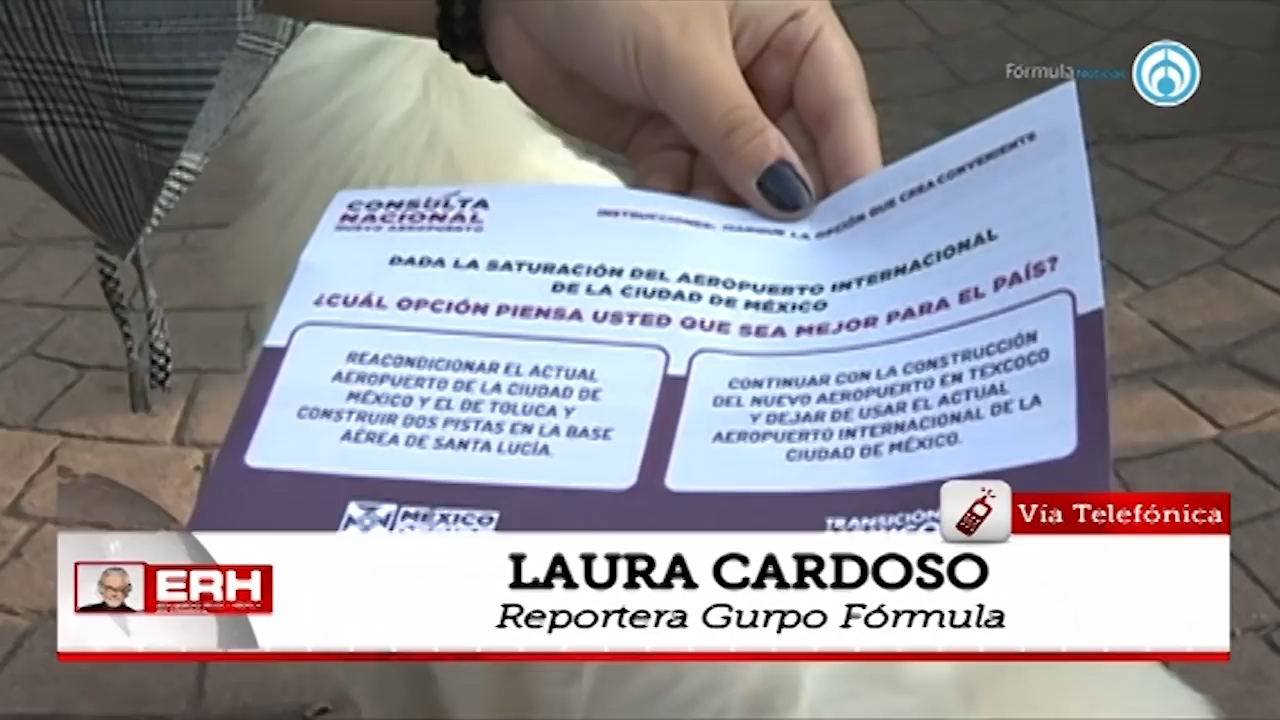 Fórmula Noticias
CONSULTA
NACIONAL
NUEVO AEROPUERTO
INSTRUCCIONES: MARQUE LA OPCIÓN QUE CREA CONVENIENTE
DADA LA SATURACIÓN DEL AEROPUERTO INTERNACIONAL
DE LA CIUDAD DE MÉXICO
¿CUÁL OPCIÓN PIENSA USTED QUE SEA MEJOR PARA EL PAÍS?
REACONDICIONAR EL ACTUAL
AEROPUERTO DE LA CIUDAD DE
MÉXICO Y EL DE TOLUCA Y
CONSTRUIR DOS PISTAS EN LA BASE
AÉREA DE SANTA LUCÍA.
CONTINUAR CON LA CONSTRUCCIÓN
DEL NUEVO AEROPUERTO EN TEXCOCO
Y DEJAR DE USAR EL ACTUAL
AEROPUERTO INTERNACIONAL DE LA
CIUDAD DE MÉXICO.
MÉXICO
TRANSICIÓN
Vía Telefónica
ERH
LAURA CARDOSO
Reportera Gurpo Fórmula